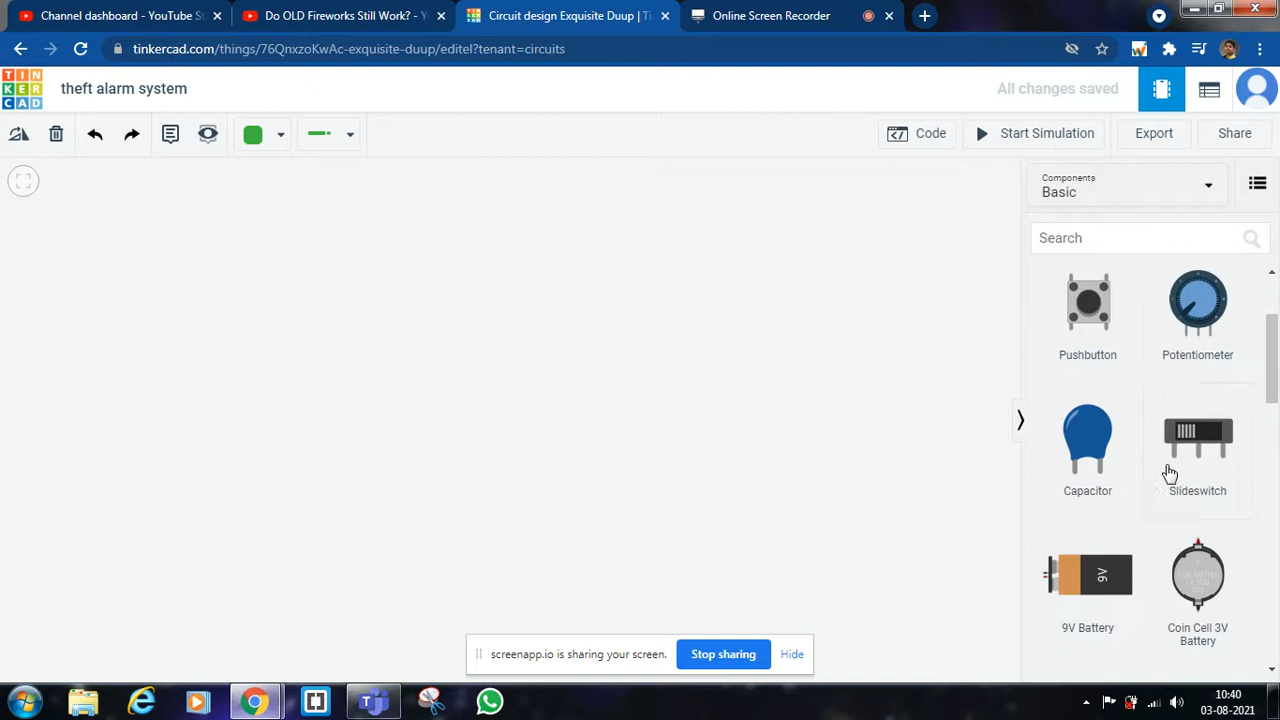 Channel dashboard - YouTube St
Do OLD Fireworks Still Work? - Y
Circuit design Exquisite Duup | Ti
Online Screen Recorder
tinkercad.com/things/76QnxzoKwAc-exquisite-duup/editel?tenant=circuits
TIN
KER
CAD
theft alarm system
All changes saved
Code
Start Simulation
Export
Share
Components
Basic
Search
Pushbutton
Potentiometer
Capacitor
Slideswitch
9V
9V Battery
Coin Cell 3V
Battery
screenapp.io is sharing your screen.
Stop sharing
Hide
10:40
03-08-2021